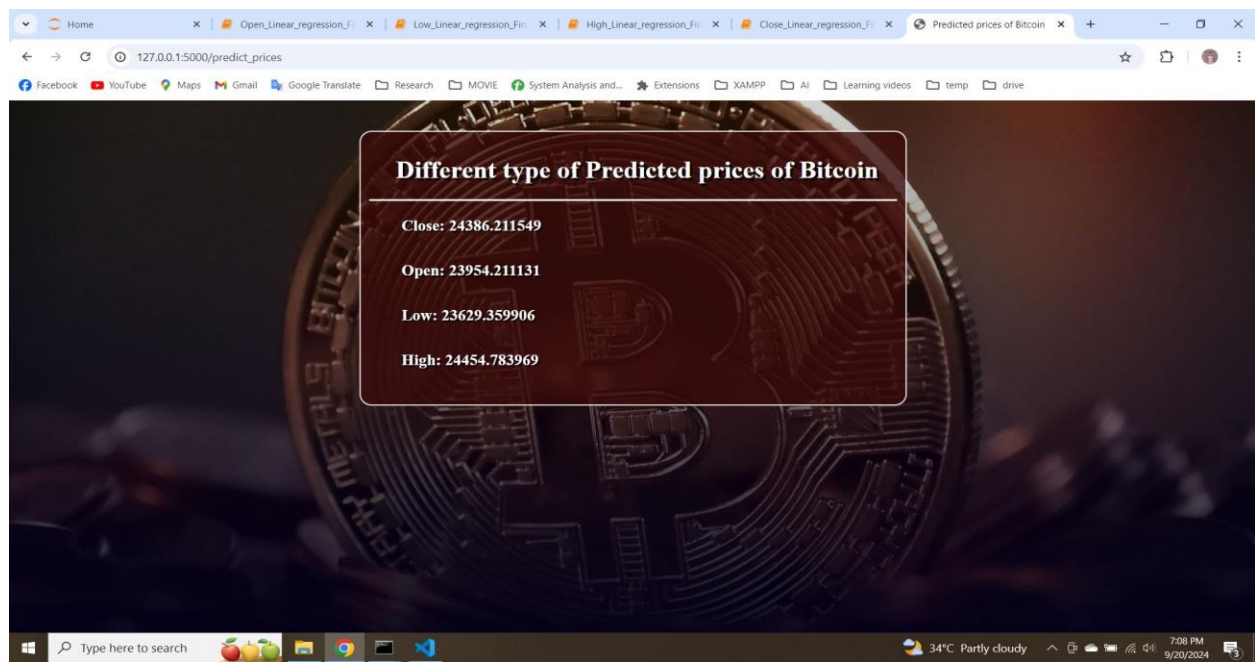 Home
Open_Linear_regression_Fi
Low_Linear_regression_Fin
High_Linear_regression_Fin
Close_Linear_regression_Fi
Predicted prices of Bitcoin
127.0.0.1:5000/predict_prices
Facebook YouTube Maps Gmail Google Translate Research MOVIE System Analysis and... Extensions XAMPP AI Learning videos temp drive
Different type of Predicted prices of Bitcoin
Close: 24386.211549
Open: 23954.211131
Low: 23629.359906
High: 24454.783969
Type here to search
34°C Partly cloudy
7:08 PM
9/20/2024
3